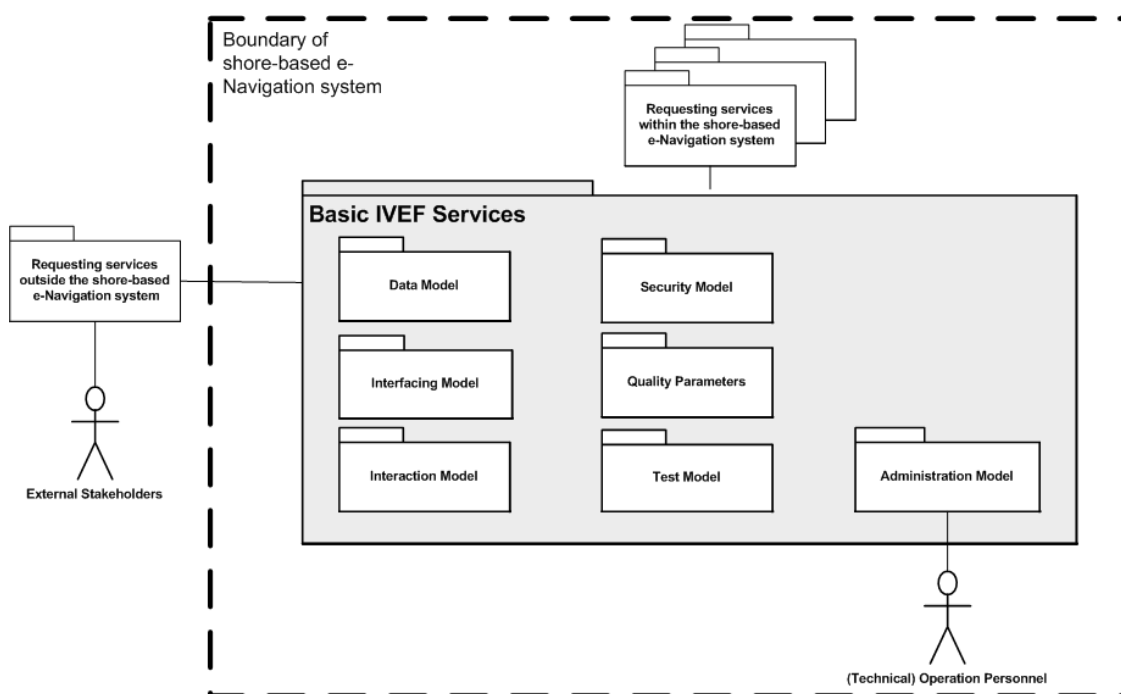 Boundary of
shore-based e-
Navigation system
Requesting services
within the shore-based
e-Navigation system
Basic IVEF Services
Requesting services
outside the shore-based
e-Navigation system
Data Model
Security Model
Interfacing Model
Quality Parameters
Interaction Model
Test Model
Administration Model
External Stakeholders
(Technical) Operation Personnel